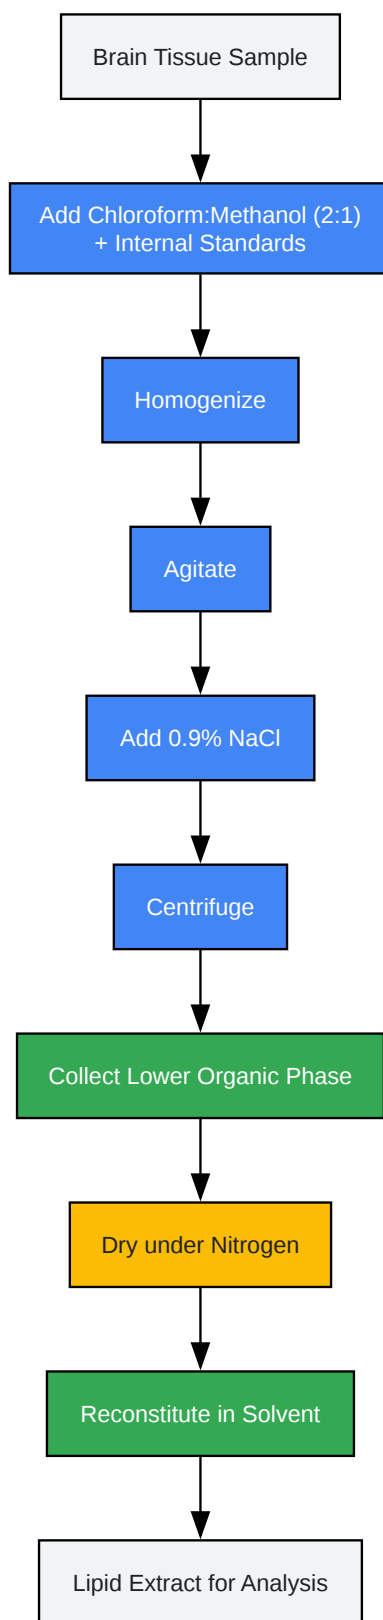 Brain Tissue Sample
Add Chloroform:Methanol (2:1)
+ Internal Standards
Homogenize
Agitate
Add 0.9% NaCl
Centrifuge
Collect Lower Organic Phase
Dry under Nitrogen
Reconstitute in Solvent
Lipid Extract for Analysis